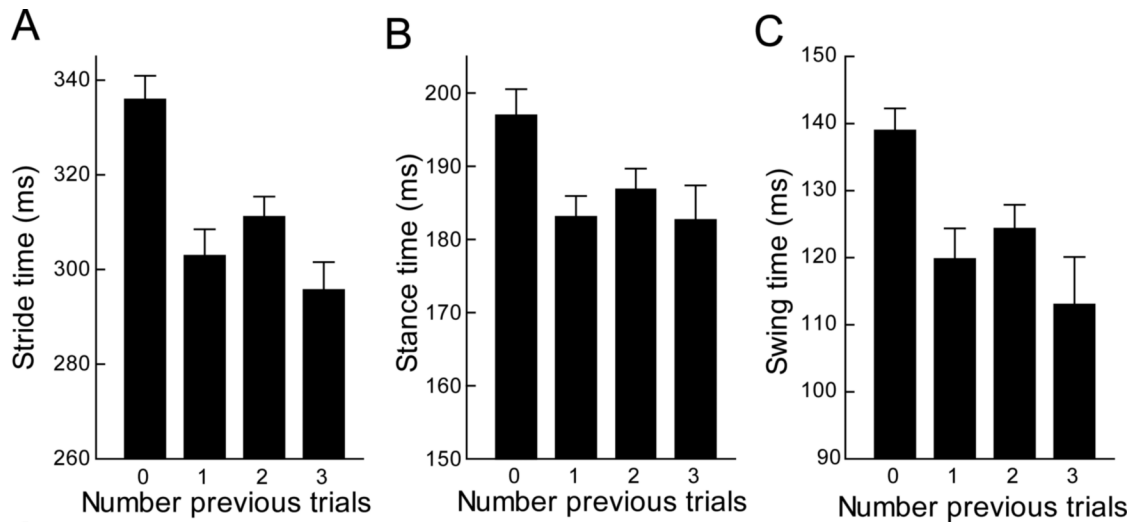 A
Stride time (ms)
340
320
300
280
260
0 1 2 3
Number previous trials
B
Stance time (ms)
200
190
180
170
160
150
0 1 2 3
Number previous trials
C
Swing time (ms)
150
140
130
120
110
100
90
0 1 2 3
Number previous trials